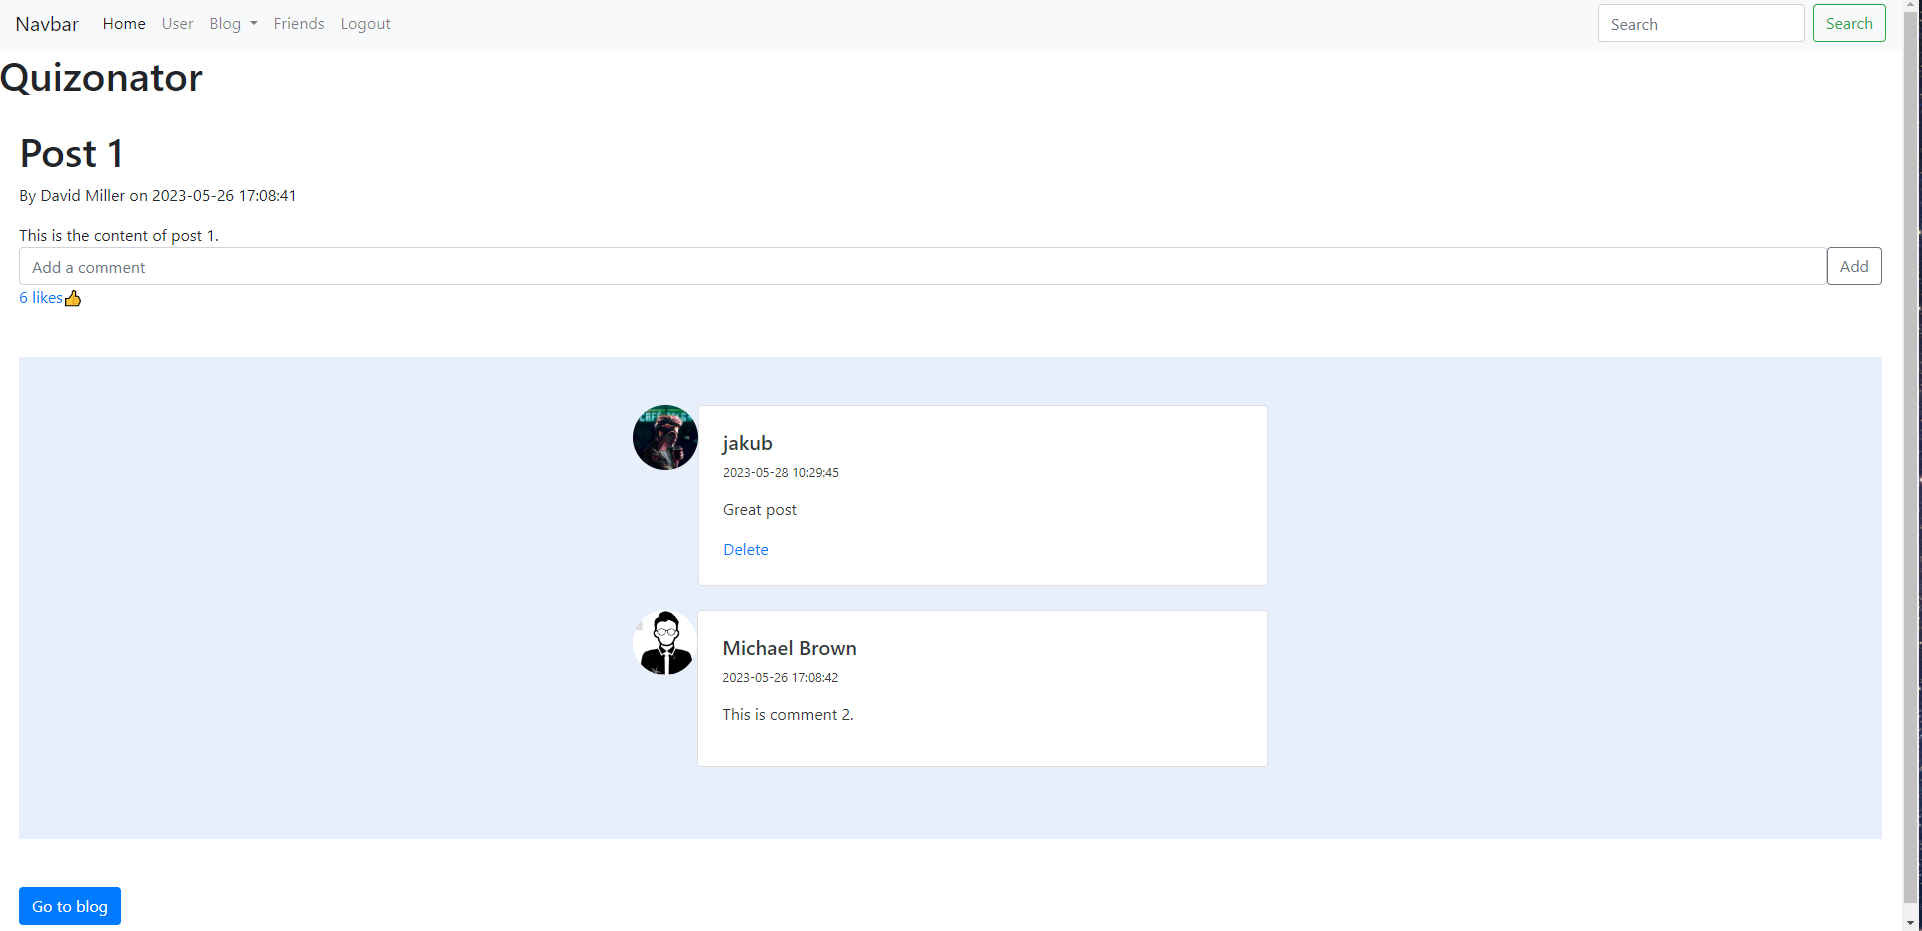 Navbar Home User Blog Friends Logout Search Search
Quizonator
Post 1
By David Miller on 2023-05-26 17:08:41
This is the content of post 1.
Add a comment Add
6 likes👍
jakub
2023-05-28 10:29:45
Great post
Delete
Michael Brown
2023-05-26 17:08:42
This is comment 2.
Go to blog